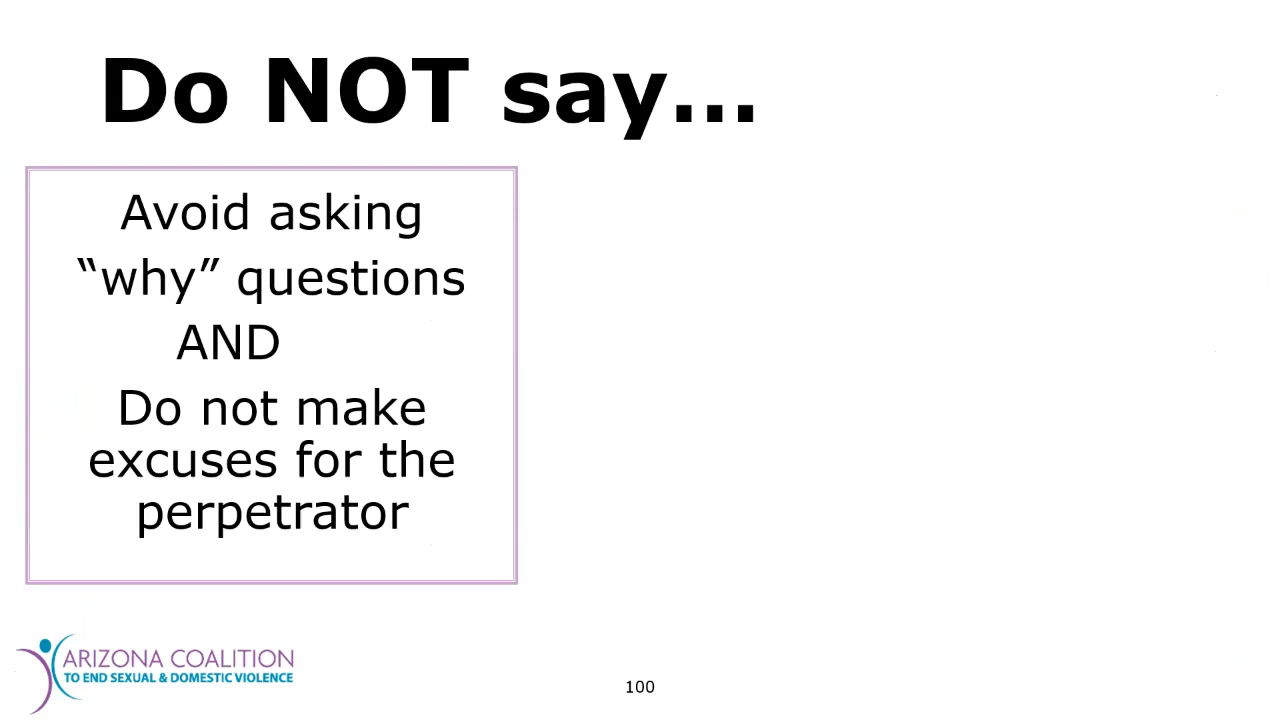 Do NOT say…
Avoid asking
“why” questions
AND
Do not make
excuses for the
perpetrator
ARIZONA COALITION
TO END SEXUAL & DOMESTIC VIOLENCE
100